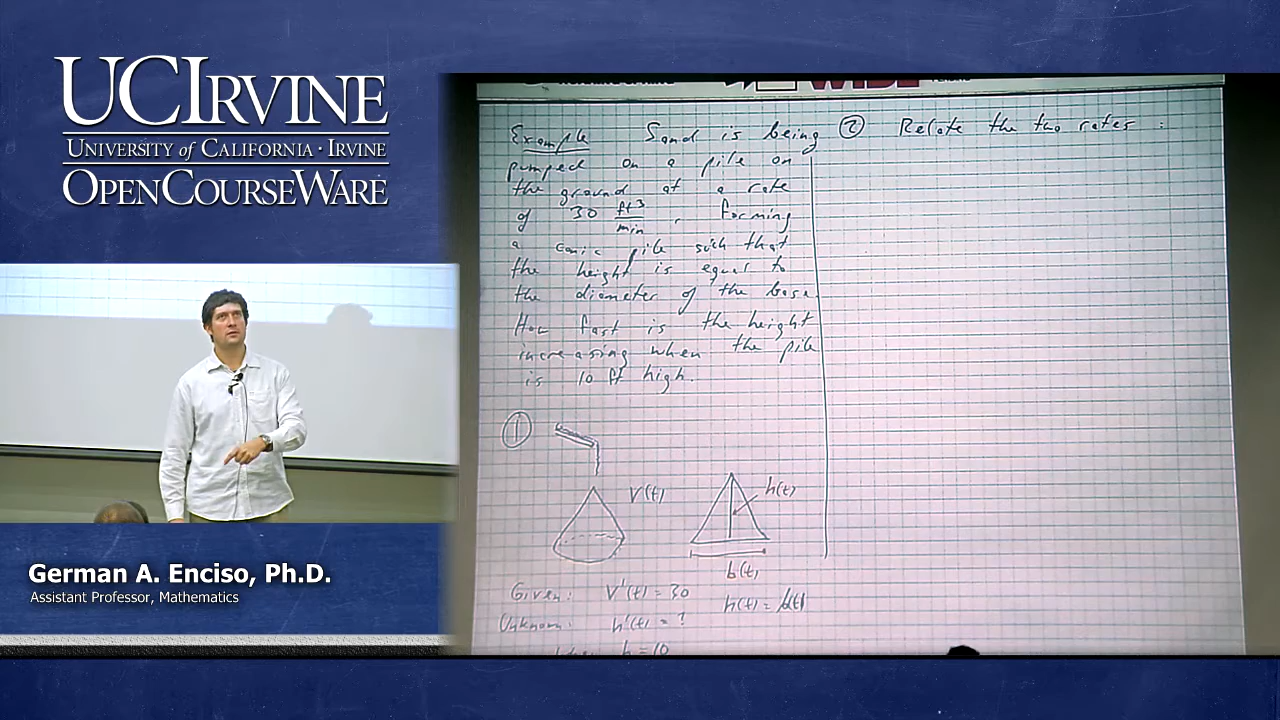 UCIRVINE
UNIVERSITY of CALIFORNIA · IRVINE
OPENCOURSEWARE
German A. Enciso, Ph.D.
Assistant Professor, Mathematics
Example Sand is being
pumped on a pile on
the ground at a rate
of 30 ft³/min, forming
a conic pile such that
the height is equal to
the diameter of the base.
How fast is the height
increasing when the pile
is 10 ft high.
①
V(t)
h(t)
b(t)
Given: V'(t) = 30
h(t) = b(t)
Unknown: h'(t) = ?
h = 10
② Relate the two rates :